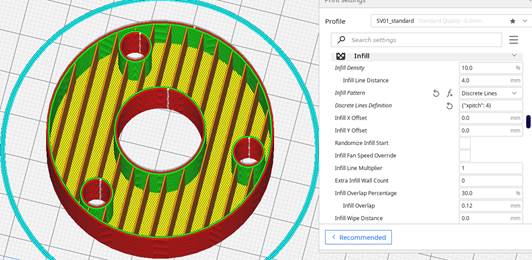 Print settings
Profile SV01_standard Standard Quality - 0.2mm
Search settings
Infill
Infill Density 10.0 %
Infill Line Distance 4.0 mm
Infill Pattern Discrete Lines
Discrete Lines Definition {"xpitch": 4}
Infill X Offset 0.0 mm
Infill Y Offset 0.0 mm
Randomize Infill Start
Infill Fan Speed Override
Infill Line Multiplier 1
Extra Infill Wall Count 0
Infill Overlap Percentage 30.0 %
Infill Overlap 0.12 mm
Infill Wipe Distance 0.0 mm
Recommended